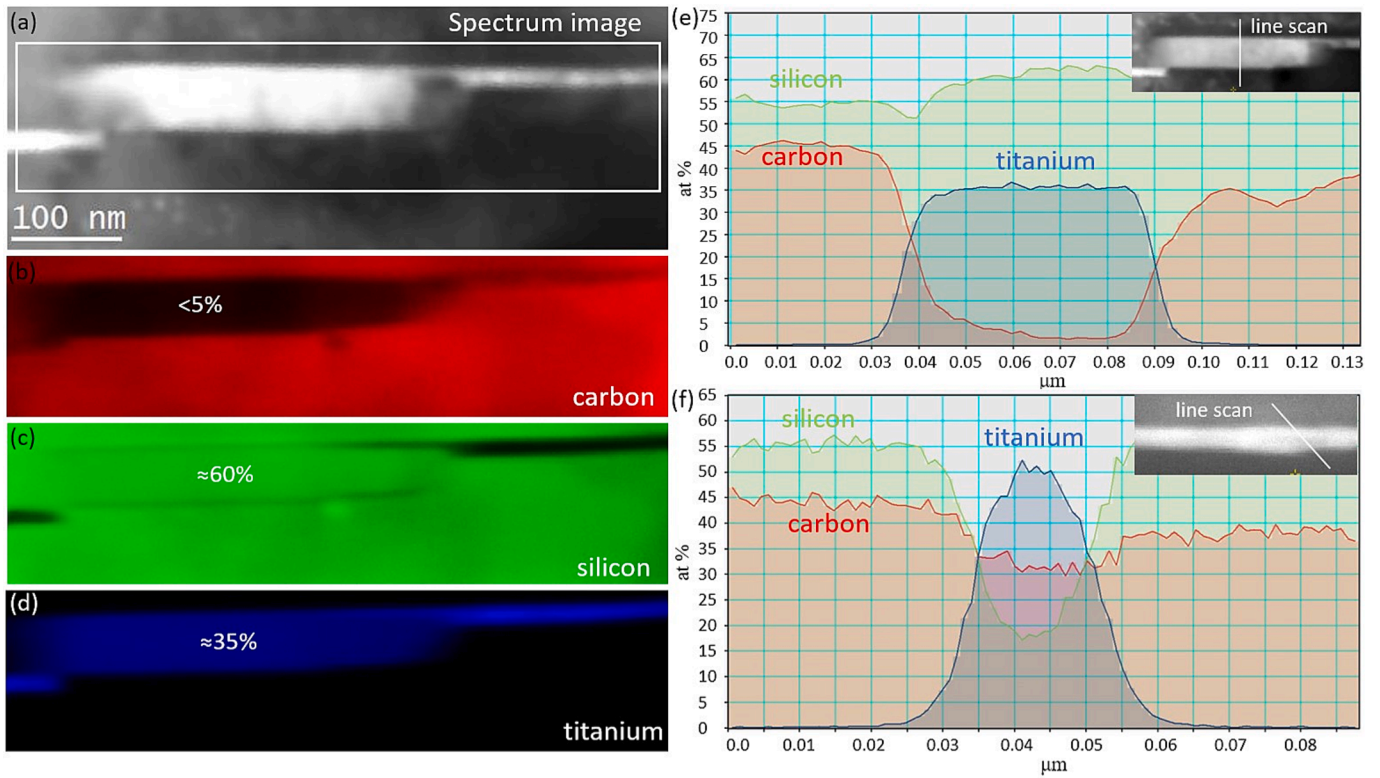 (a)
Spectrum image
100 nm
(b)
<5%
carbon
(c)
≈60%
silicon
(d)
≈35%
titanium
(e)
75
70
65
60
55
50
45
40
35
30
25
20
15
10
5
0
at %
silicon
carbon
titanium
line scan
0.0 0.01 0.02 0.03 0.04 0.05 0.06 0.07 0.08 0.09 0.10 0.11 0.12 0.13
µm
(f)
65
60
55
50
45
40
35
30
25
20
15
10
5
0
at %
silicon
titanium
carbon
line scan
0.0 0.01 0.02 0.03 0.04 0.05 0.06 0.07 0.08
µm